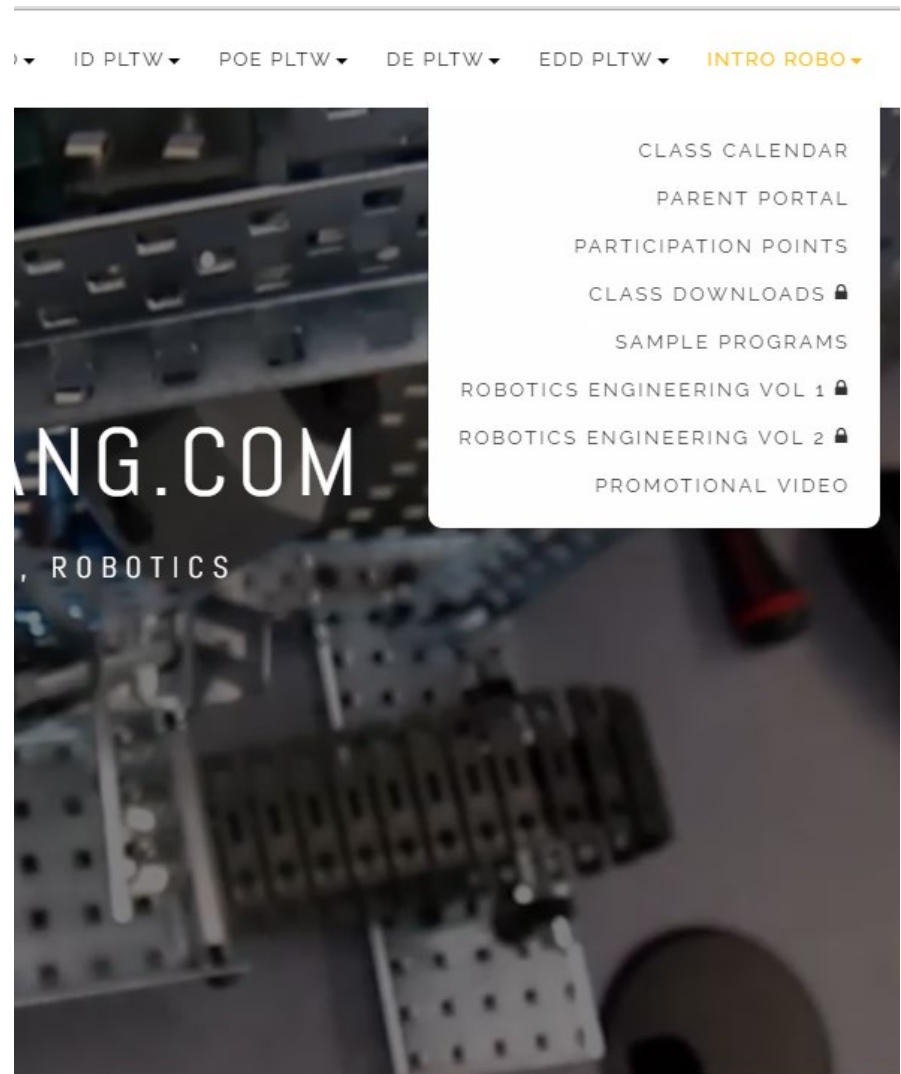 ID PLTW POE PLTW DE PLTW EDD PLTW INTRO ROBO
CLASS CALENDAR
PARENT PORTAL
PARTICIPATION POINTS
CLASS DOWNLOADS
SAMPLE PROGRAMS
ROBOTICS ENGINEERING VOL 1
ROBOTICS ENGINEERING VOL 2
PROMOTIONAL VIDEO
ANG.COM
, ROBOTICS